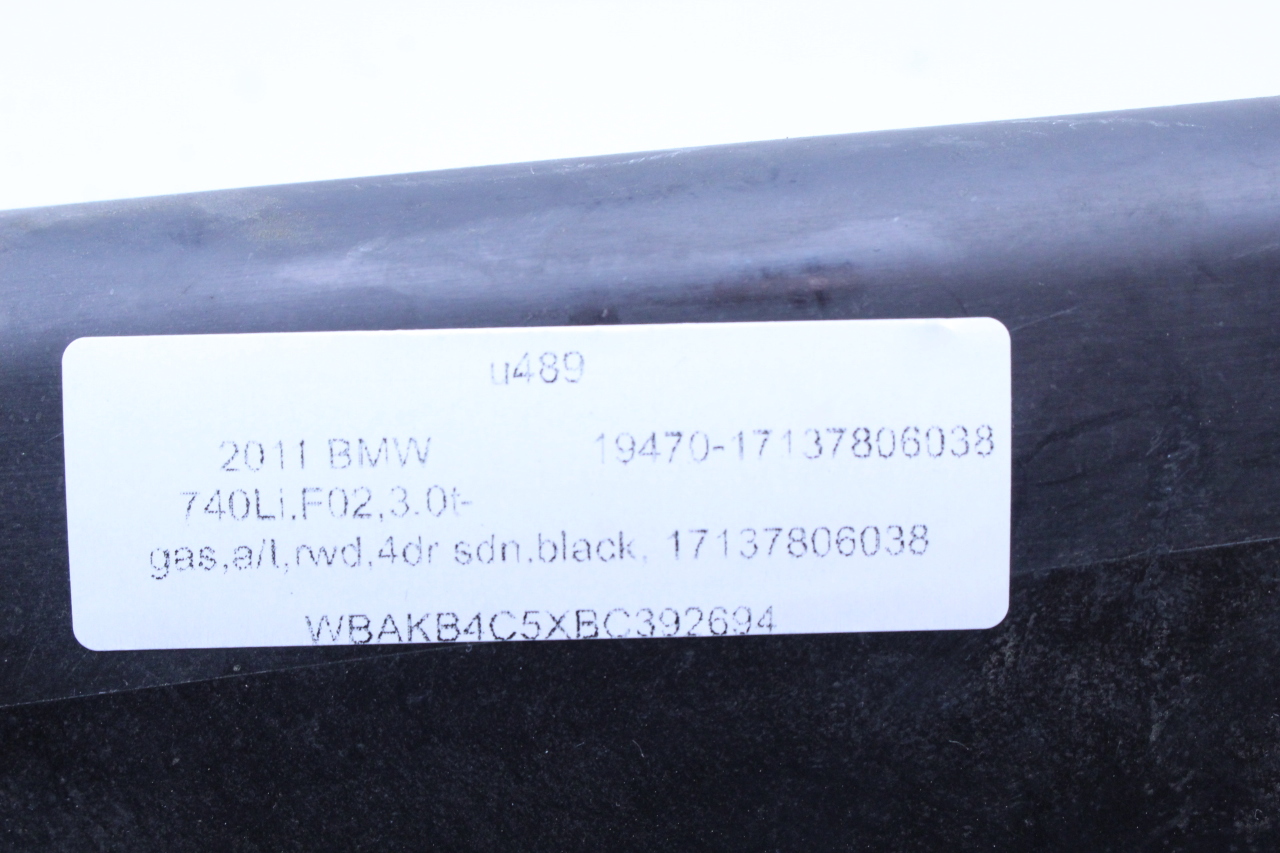 u489
2011 BMW 19470-17137806038
740Li,F02,3.0t-
gas,a/t,rwd,4dr sdn.black, 17137806038
WBAKB4C5XBC392694